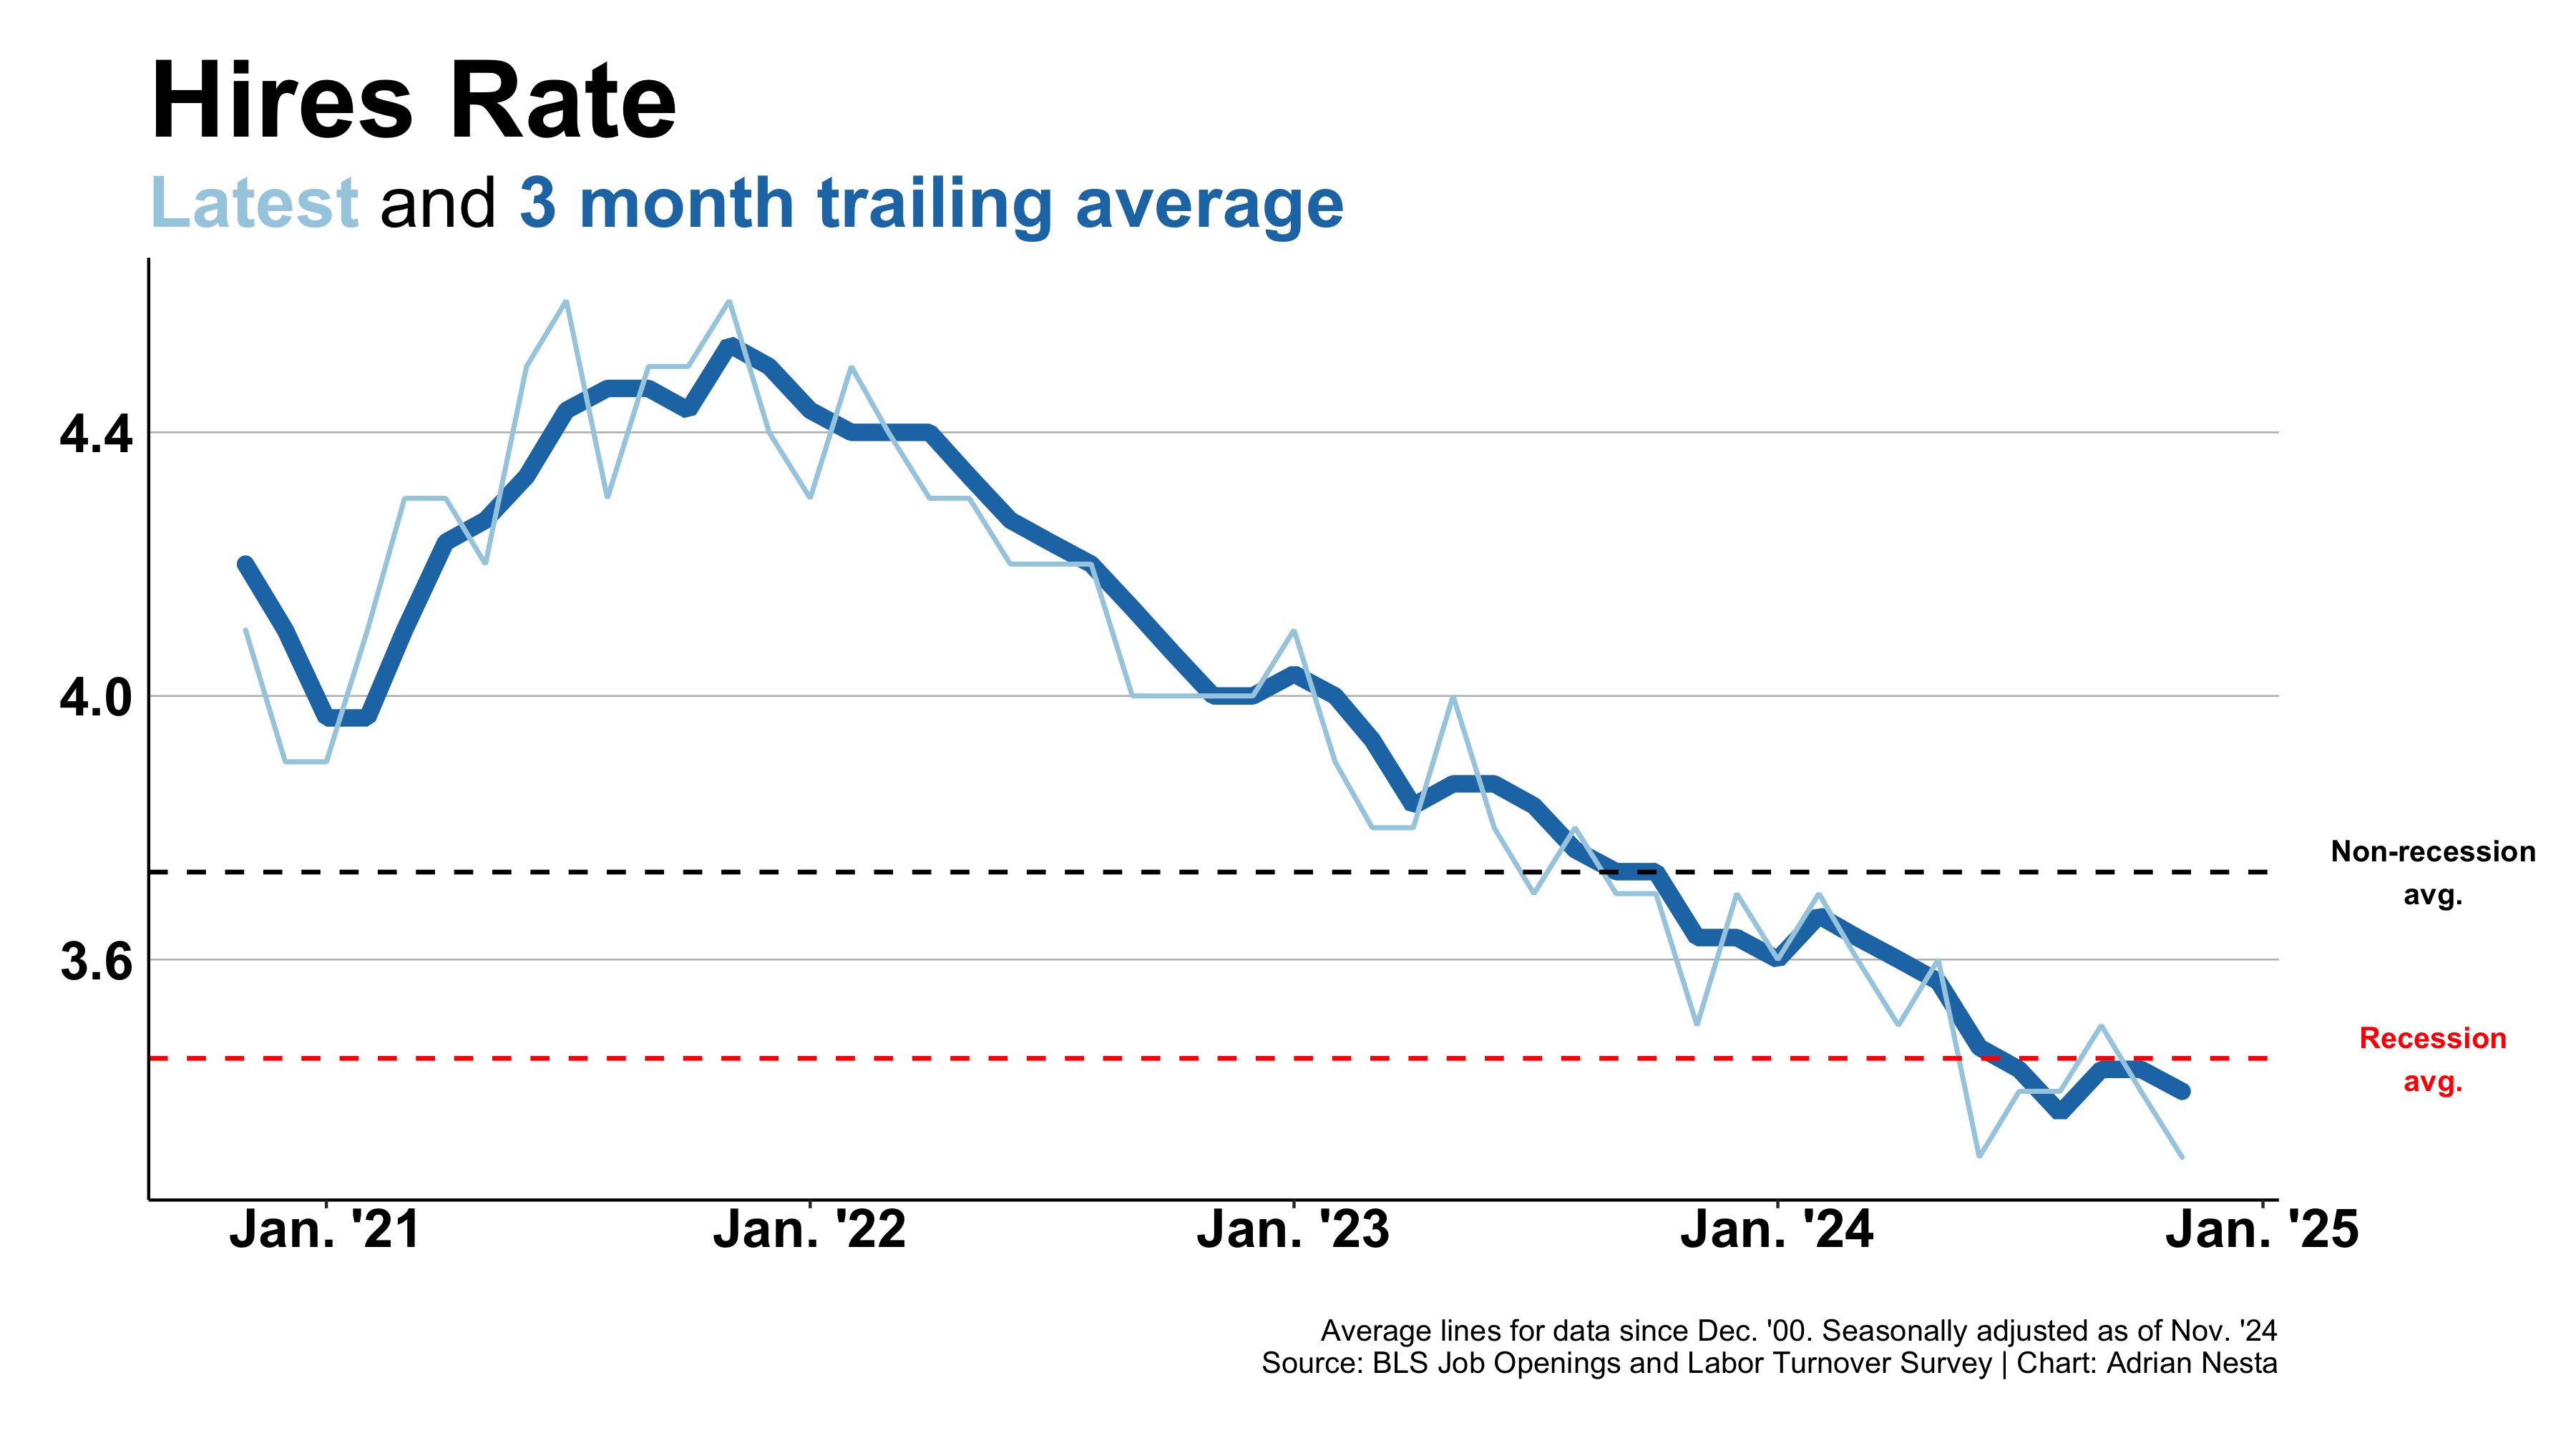 Hires Rate
Latest and 3 month trailing average
4.4
4.0
3.6
Non-recession
avg.
Recession
avg.
Jan. '21
Jan. '22
Jan. '23
Jan. '24
Jan. '25
Average lines for data since Dec. '00. Seasonally adjusted as of Nov. '24
Source: BLS Job Openings and Labor Turnover Survey | Chart: Adrian Nesta